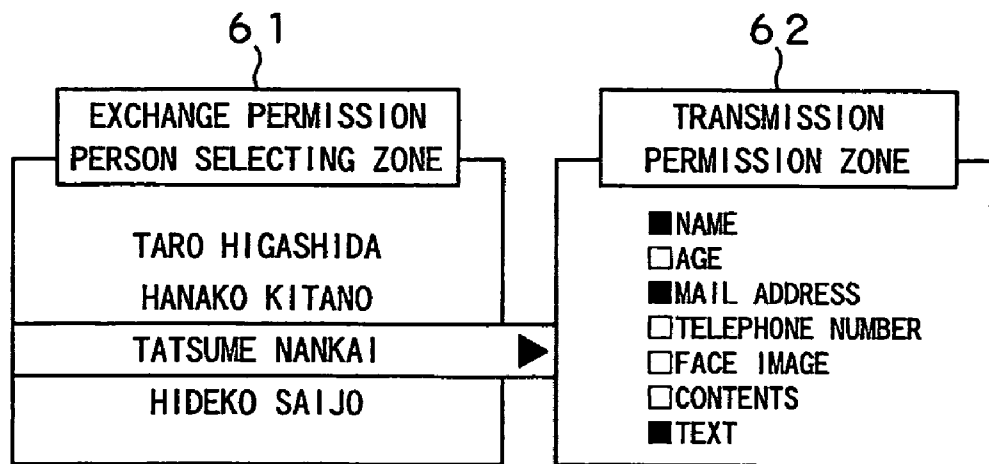 61
EXCHANGE PERMISSION
PERSON SELECTING ZONE
TARO HIGASHIDA
HANAKO KITANO
TATSUME NANKAI
HIDEKO SAIJO
62
TRANSMISSION
PERMISSION ZONE
■NAME
□AGE
■MAIL ADDRESS
□TELEPHONE NUMBER
□FACE IMAGE
□CONTENTS
■TEXT